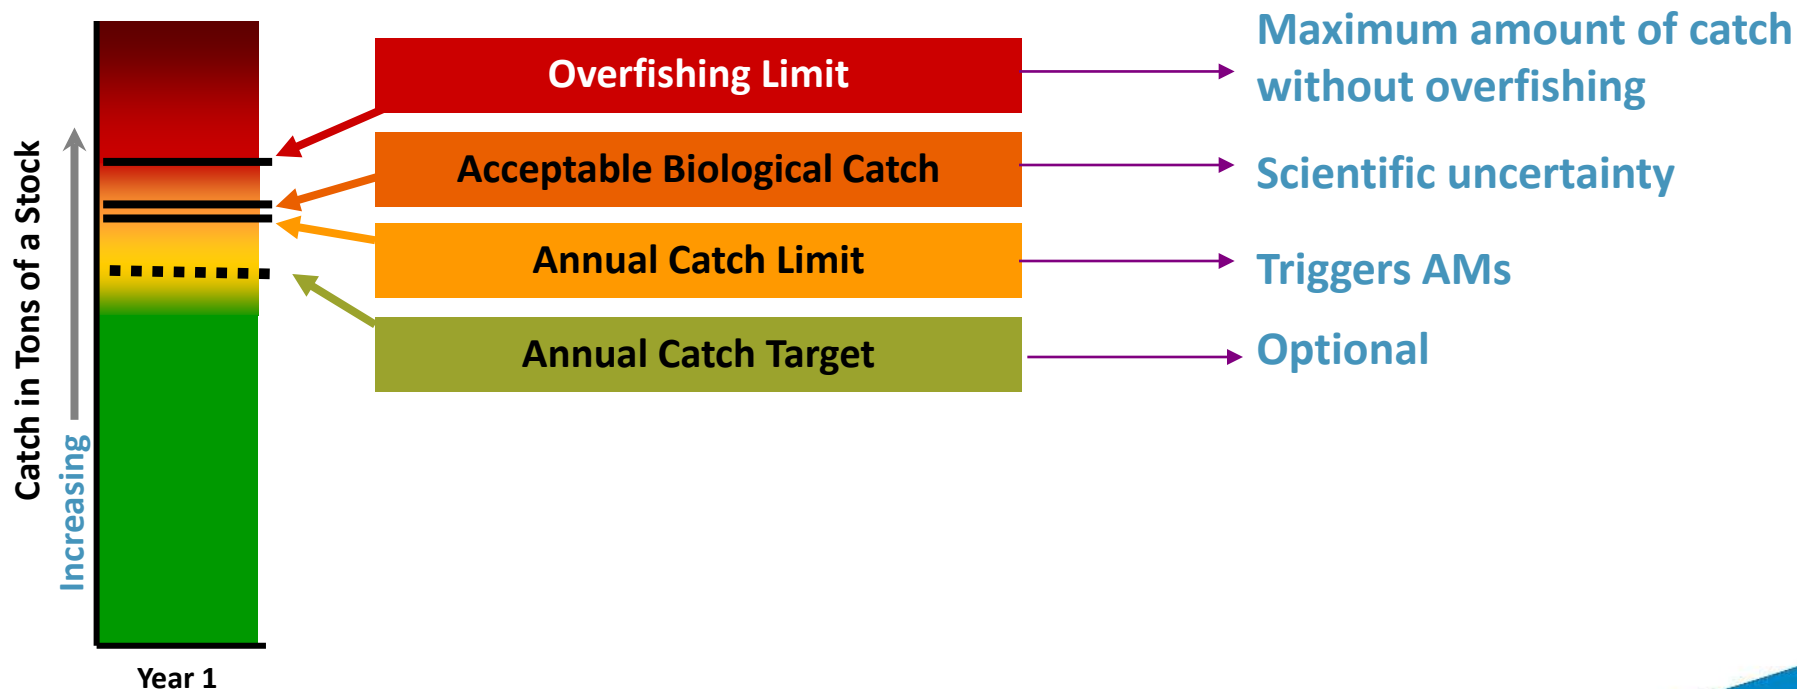 Catch in Tons of a Stock
Increasing
Year 1
Overfishing Limit
Maximum amount of catch
without overfishing
Acceptable Biological Catch
Scientific uncertainty
Annual Catch Limit
Triggers AMs
Annual Catch Target
Optional